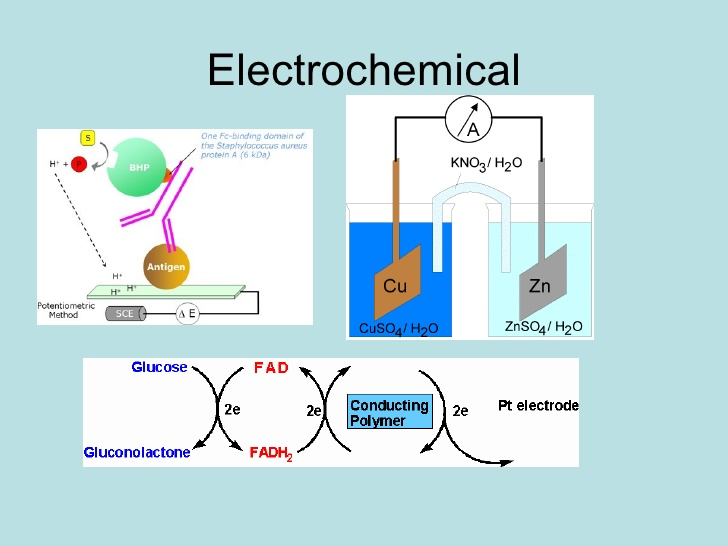 Electrochemical
One Fc-binding domain of
the Staphylococcus aureus
protein A (6 kDa)
S
H⁺ + P
BHP
Antigen
H⁺
H⁺ H⁺
Potentiometric
Method
SCE
Δ E
A
KNO3/ H2O
Cu
Zn
CuSO4/ H2O
ZnSO4/ H2O
Glucose
FAD
2e
2e
Conducting
Polymer
2e
Pt electrode
Gluconolactone
FADH2